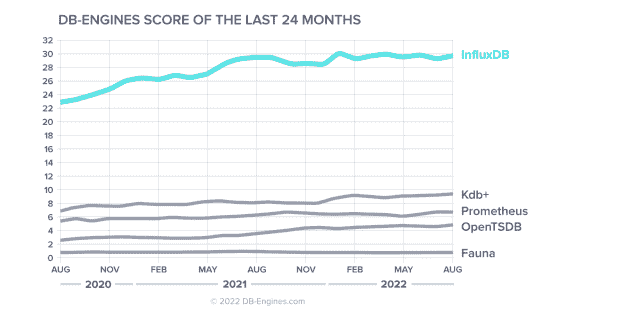 DB-ENGINES SCORE OF THE LAST 24 MONTHS
32
30
28
26
24
22
20
18
16
14
12
10
8
6
4
2
0
InfluxDB
Kdb+
Prometheus
OpenTSDB
Fauna
AUG NOV FEB MAY AUG NOV FEB MAY AUG
2020 2021 2022
© 2022 DB-Engines.com